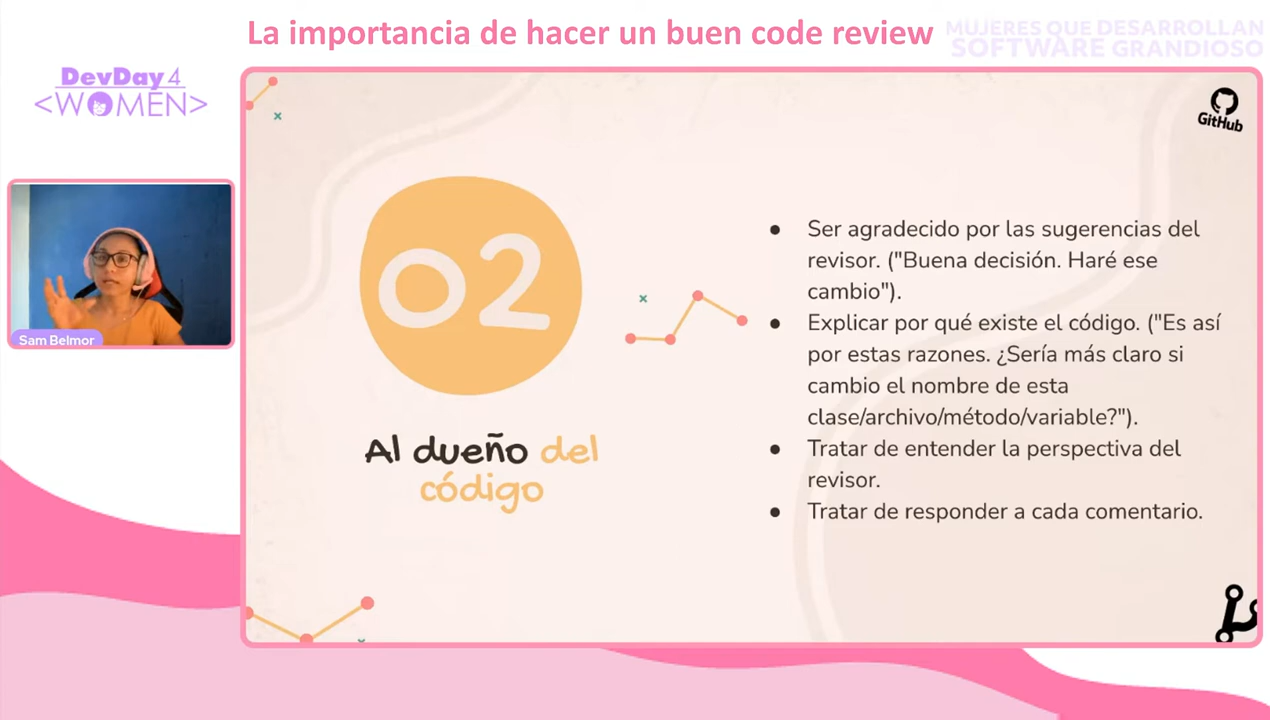 La importancia de hacer un buen code review
MUJERES QUE DESARROLLAN
SOFTWARE GRANDIOSO
DevDay4
<WOMEN>
GitHub
Sam Belmor
02
Al dueño del
código
● Ser agradecido por las sugerencias del
revisor. ("Buena decisión. Haré ese
cambio").
● Explicar por qué existe el código. ("Es así
por estas razones. ¿Sería más claro si
cambio el nombre de esta
clase/archivo/método/variable?").
● Tratar de entender la perspectiva del
revisor.
● Tratar de responder a cada comentario.